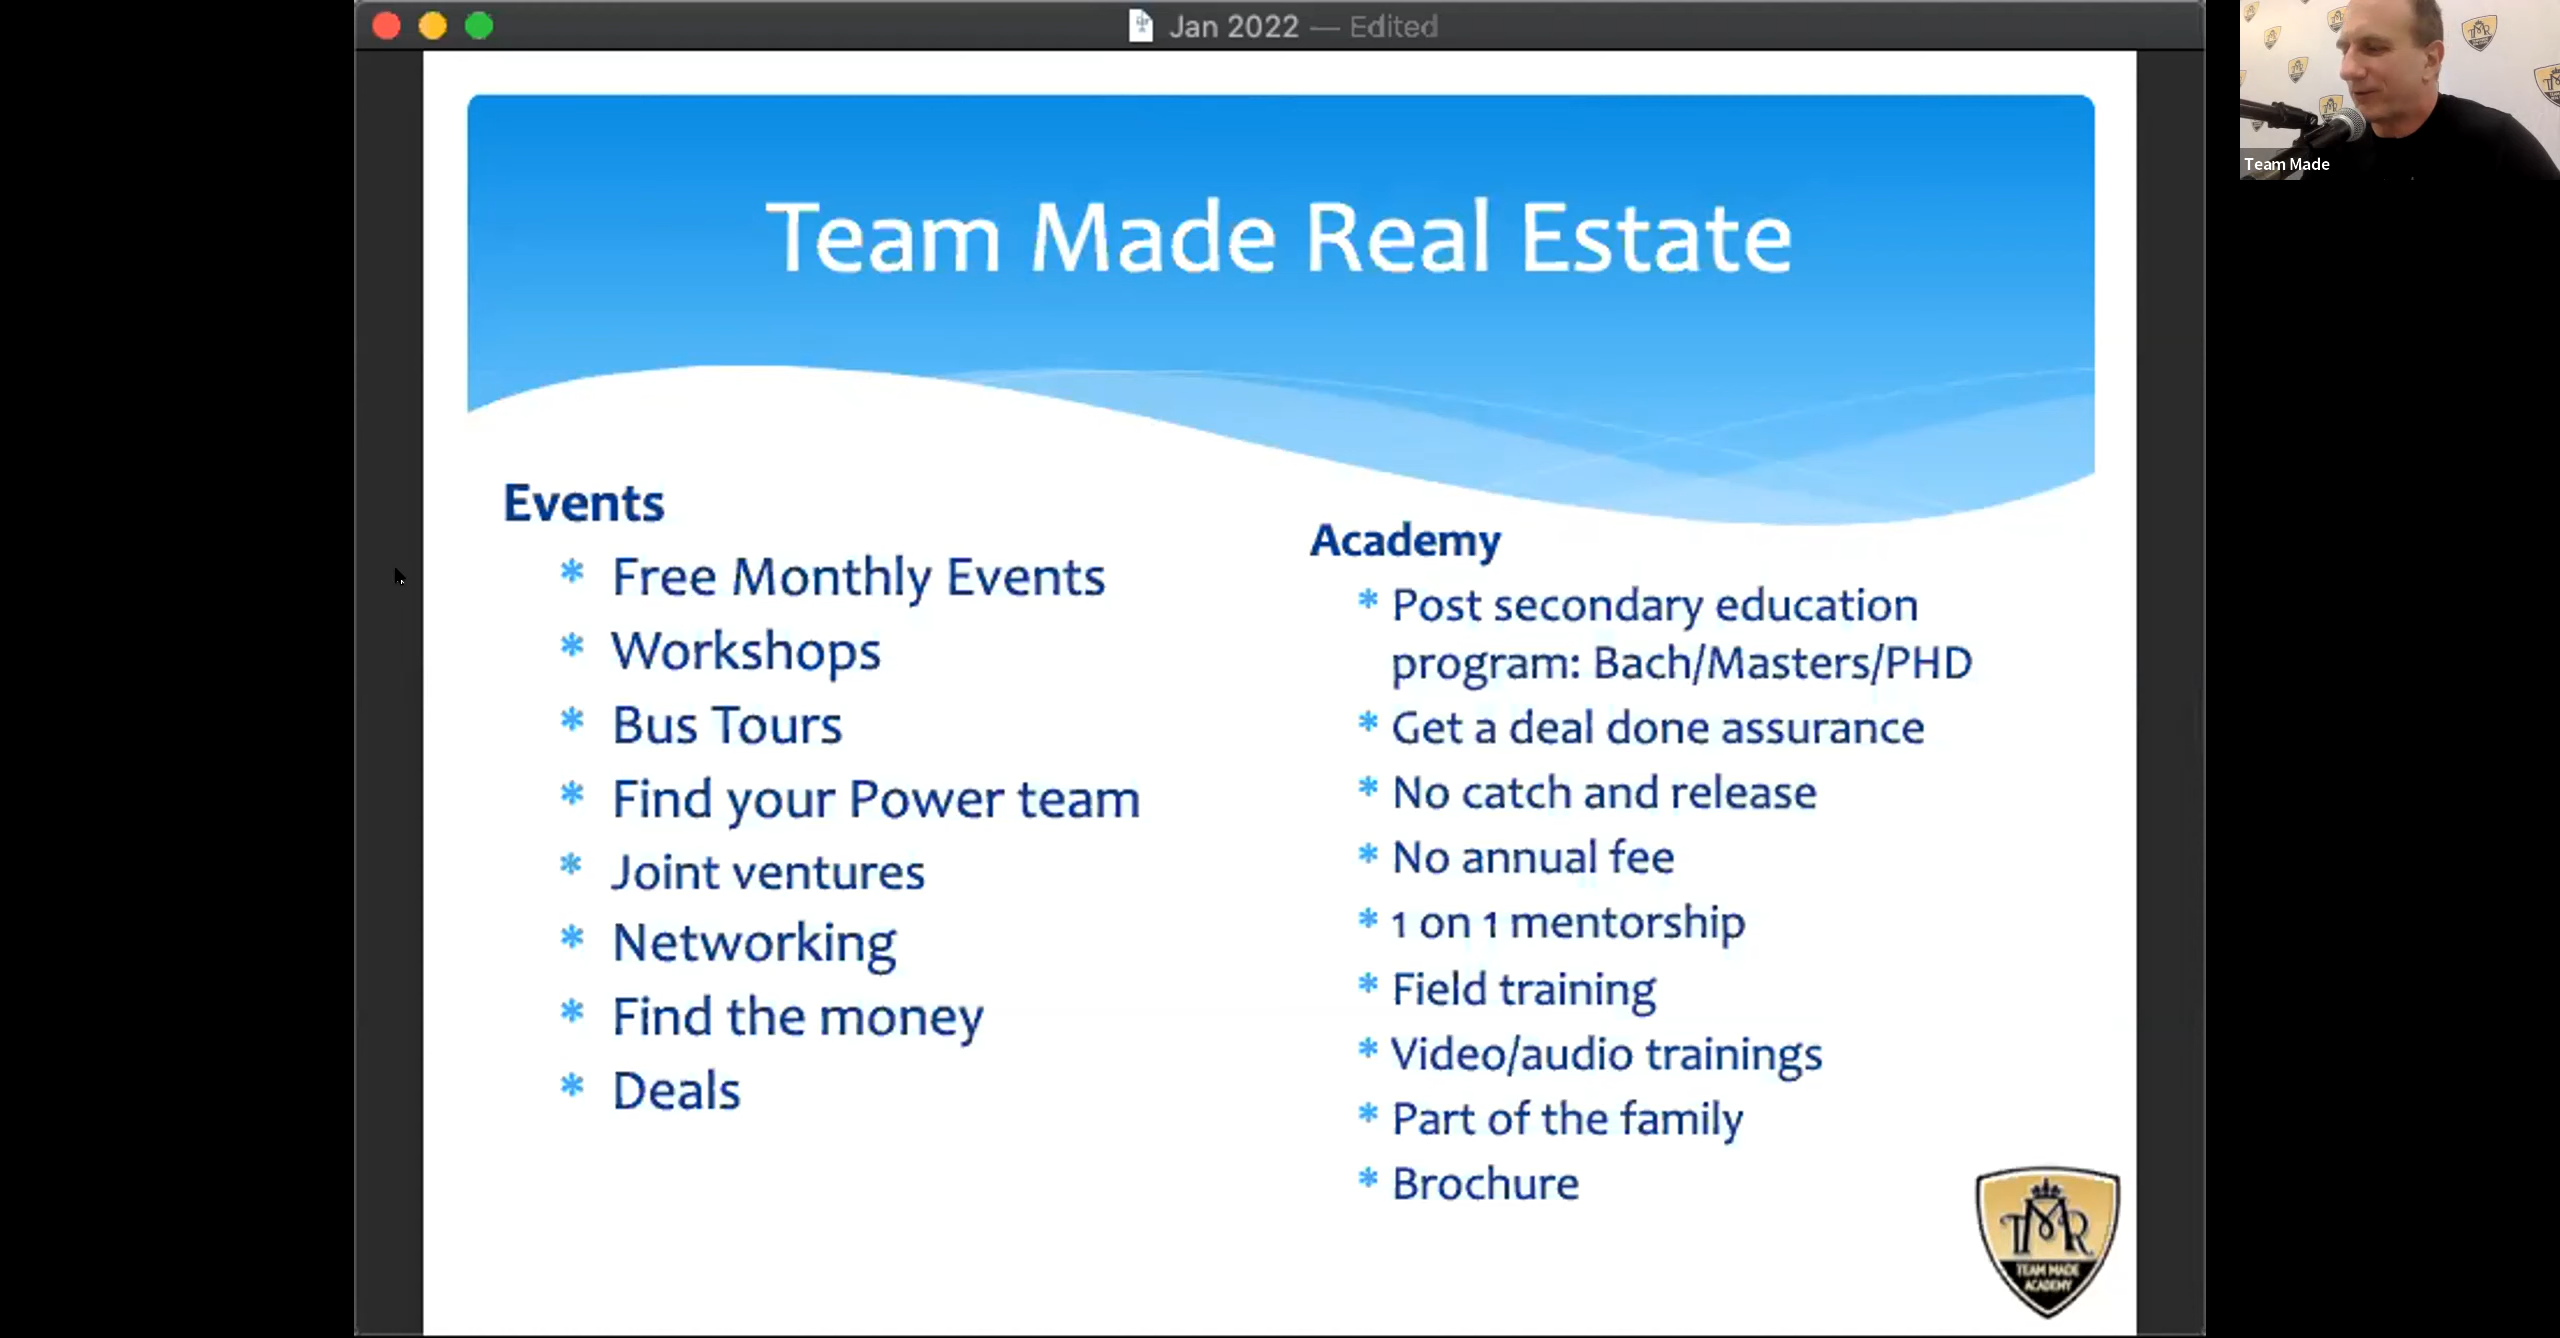 Jan 2022 — Edited
Team Made
Team Made Real Estate
Events
* Free Monthly Events
* Workshops
* Bus Tours
* Find your Power team
* Joint ventures
* Networking
* Find the money
* Deals
Academy
* Post secondary education
program: Bach/Masters/PHD
* Get a deal done assurance
* No catch and release
* No annual fee
* 1 on 1 mentorship
* Field training
* Video/audio trainings
* Part of the family
* Brochure
TMR
TEAM MADE
ACADEMY